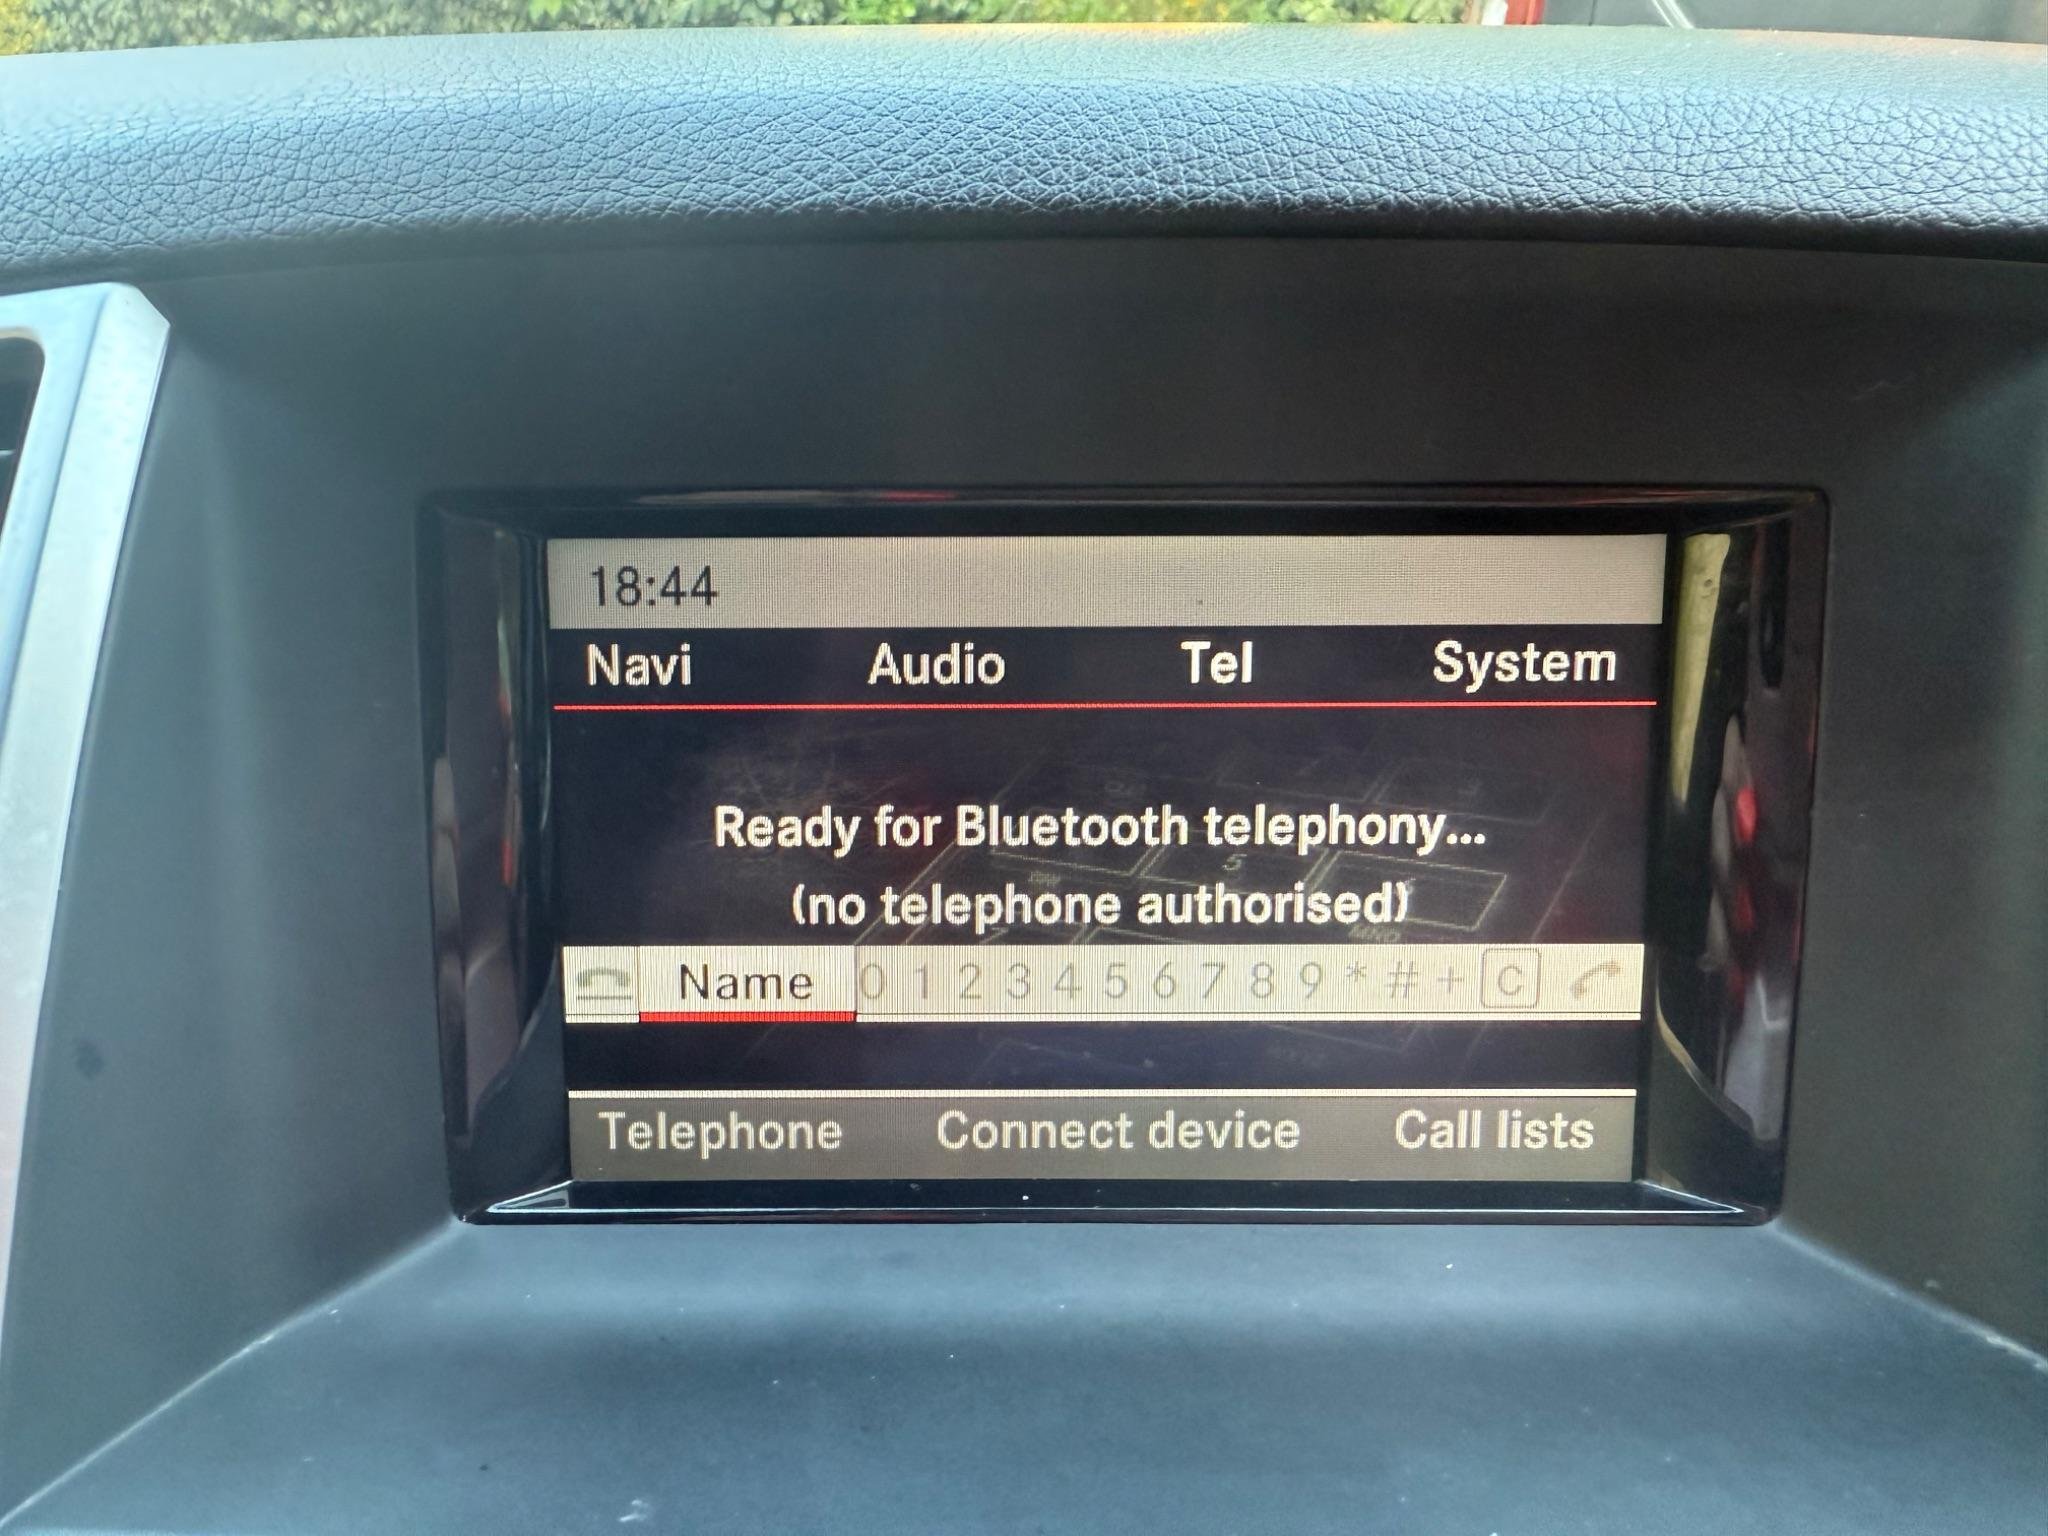 18:44
Navi Audio Tel System
Ready for Bluetooth telephony...
(no telephone authorised)
Name 0 1 2 3 4 5 6 7 8 9 * # + C
Telephone Connect device Call lists